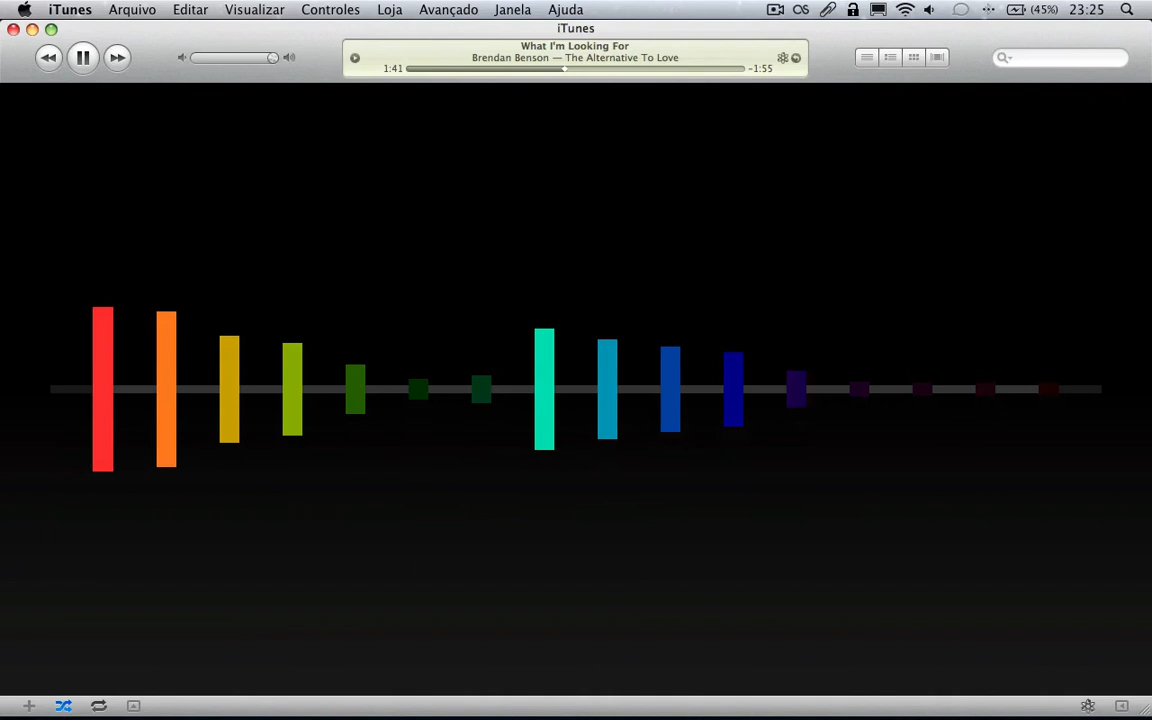 iTunes Arquivo Editar Visualizar Controles Loja Avançado Janela Ajuda OS (45%) 23:25
iTunes
What I'm Looking For
Brendan Benson — The Alternative To Love
1:41 -1:55